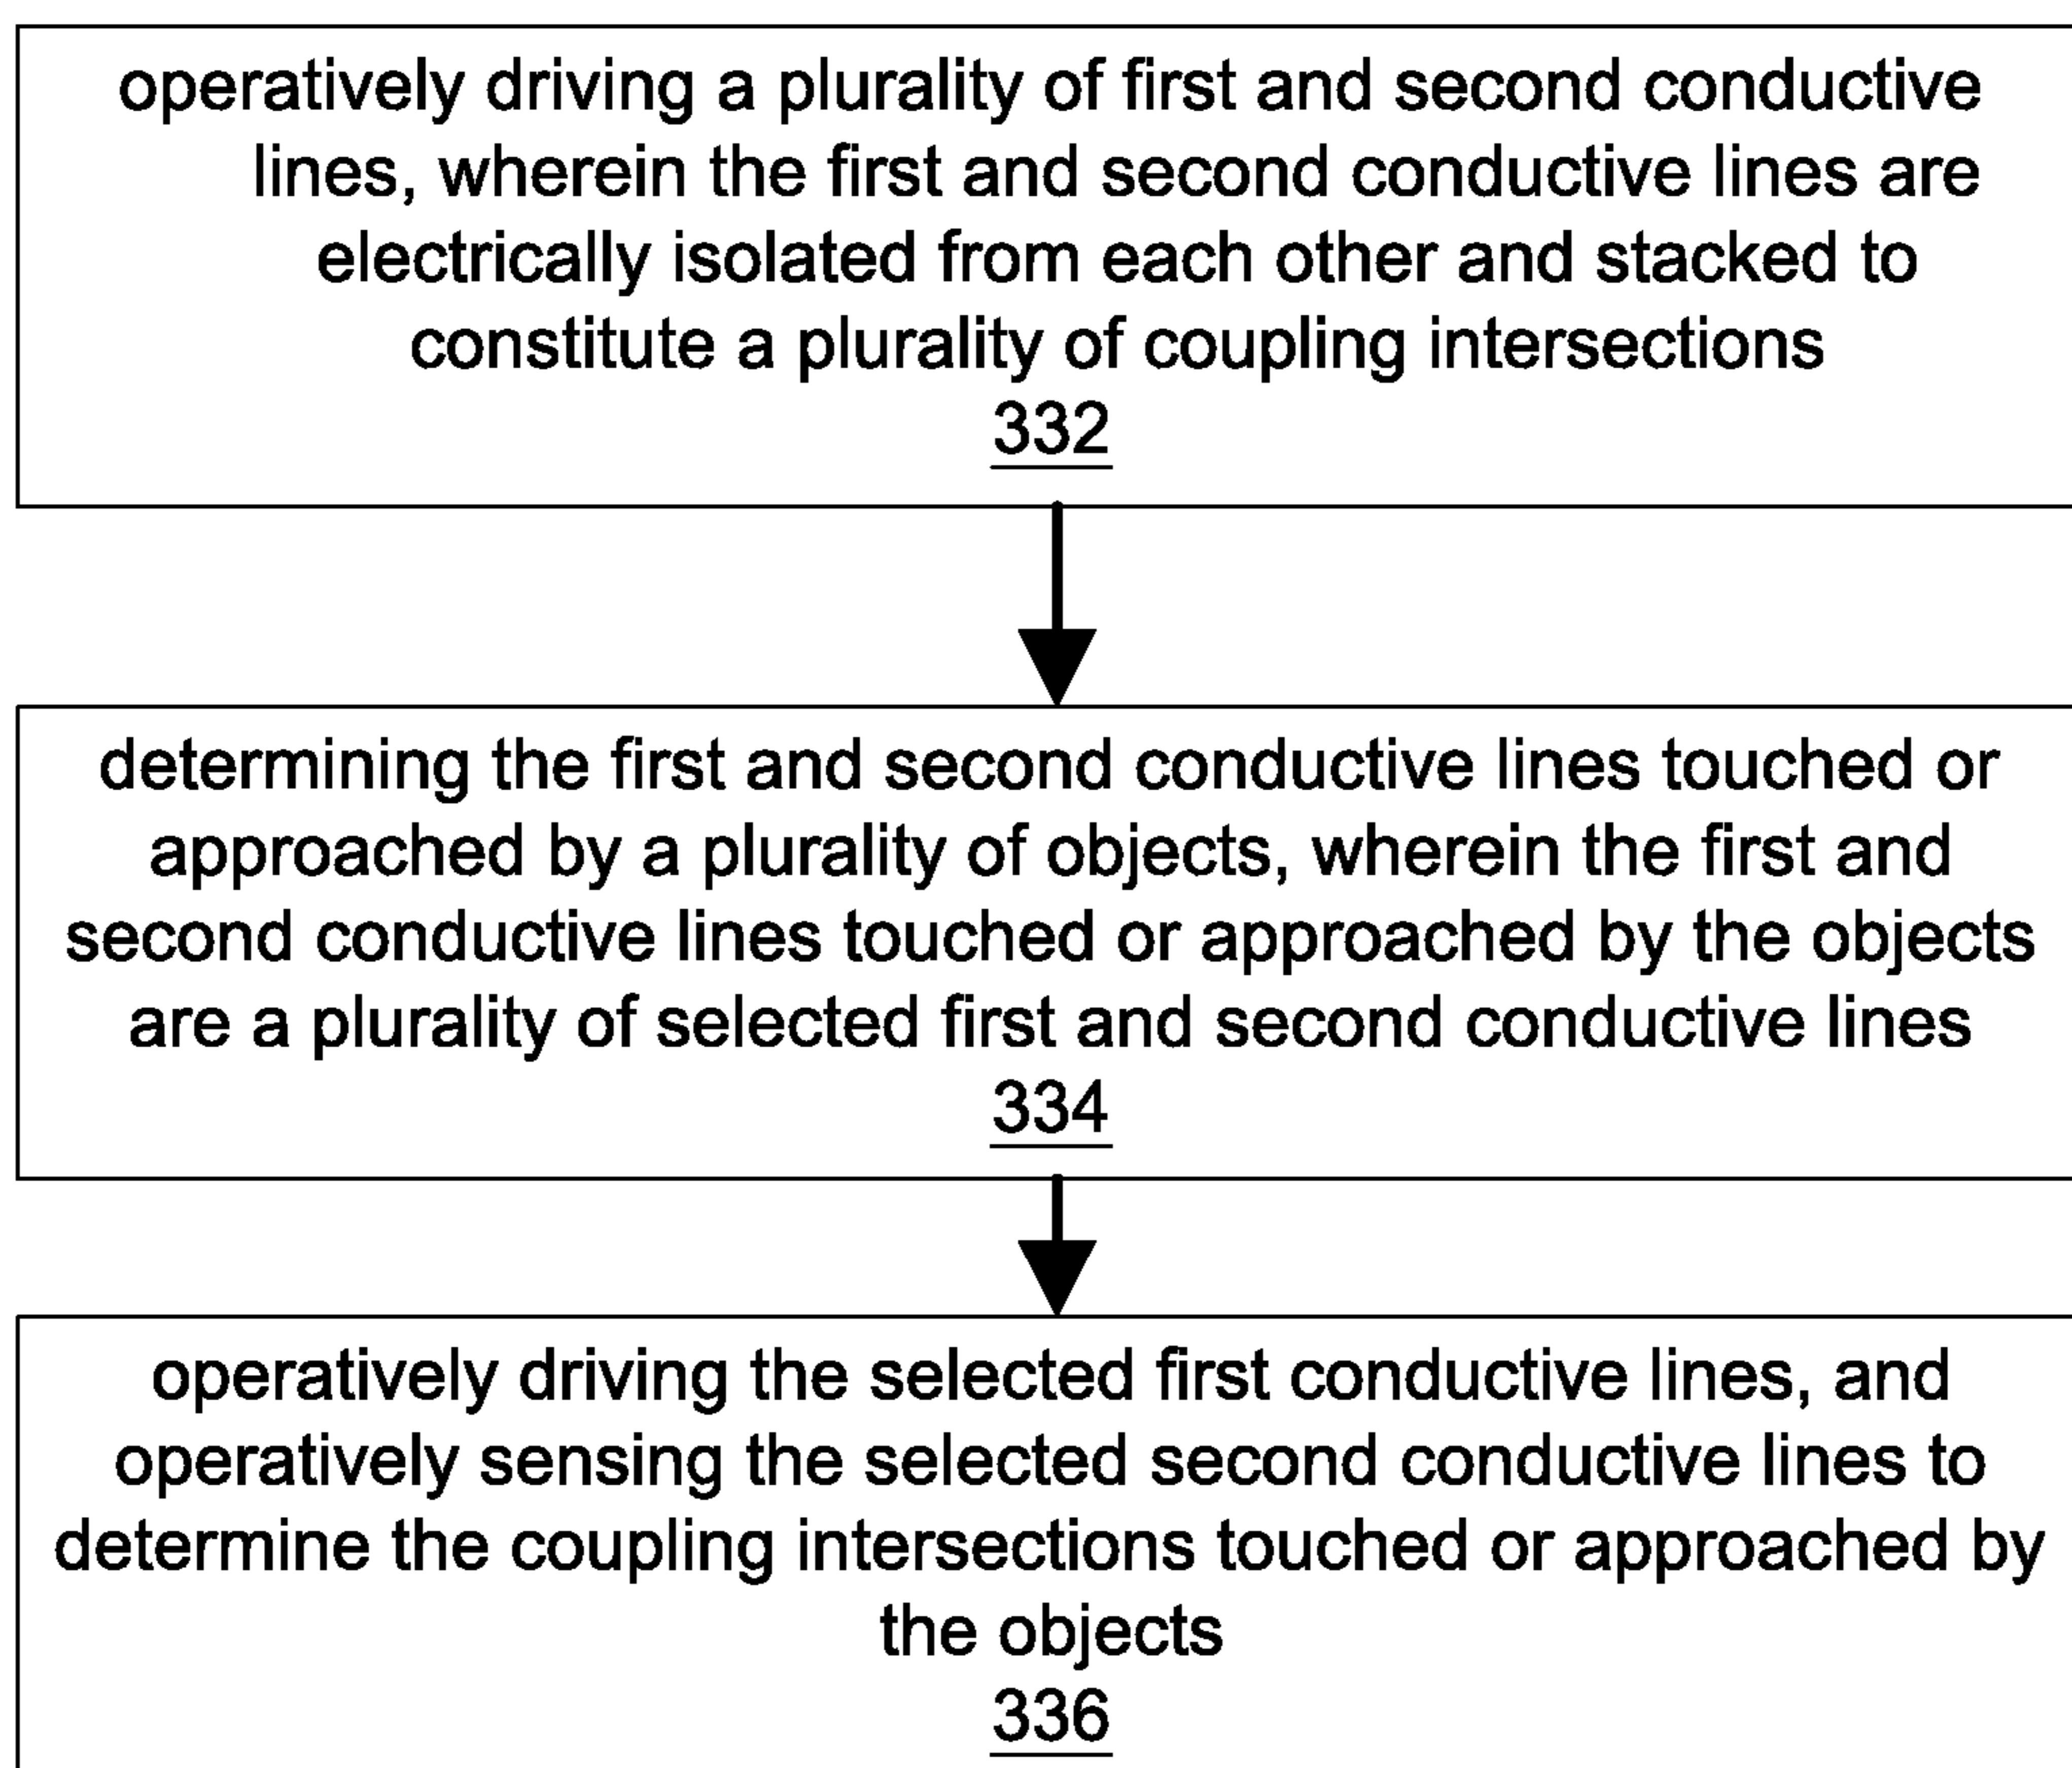 operatively driving a plurality of first and second conductive
lines, wherein the first and second conductive lines are
electrically isolated from each other and stacked to
constitute a plurality of coupling intersections
332
determining the first and second conductive lines touched or
approached by a plurality of objects, wherein the first and
second conductive lines touched or approached by the objects
are a plurality of selected first and second conductive lines
334
operatively driving the selected first conductive lines, and
operatively sensing the selected second conductive lines to
determine the coupling intersections touched or approached by
the objects
336